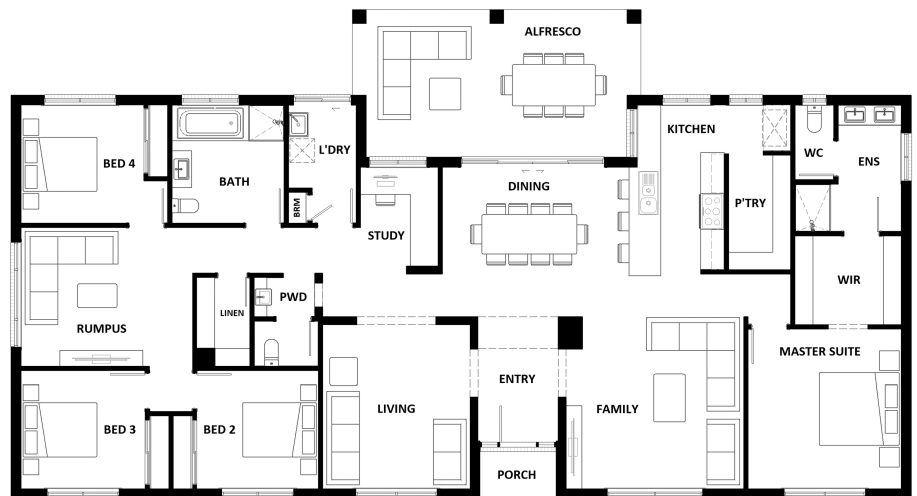 ALFRESCO
KITCHEN
BED 4
L'DRY
WC
ENS
BATH
DINING
P'TRY
BRM
STUDY
WIR
PWD
LINEN
RUMPUS
MASTER SUITE
ENTRY
LIVING
FAMILY
BED 3
BED 2
PORCH